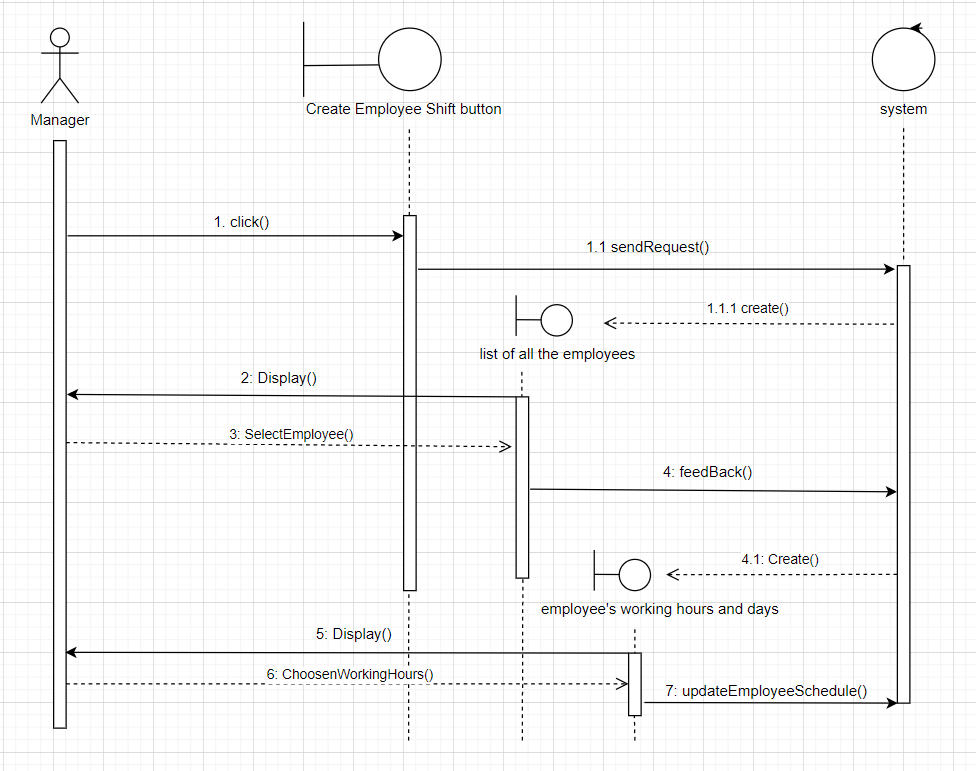 Manager
Create Employee Shift button
system
1. click()
1.1 sendRequest()
1.1.1 create()
list of all the employees
2: Display()
3: SelectEmployee()
4: feedBack()
4.1: Create()
employee's working hours and days
5: Display()
6: ChoosenWorkingHours()
7: updateEmployeeSchedule()